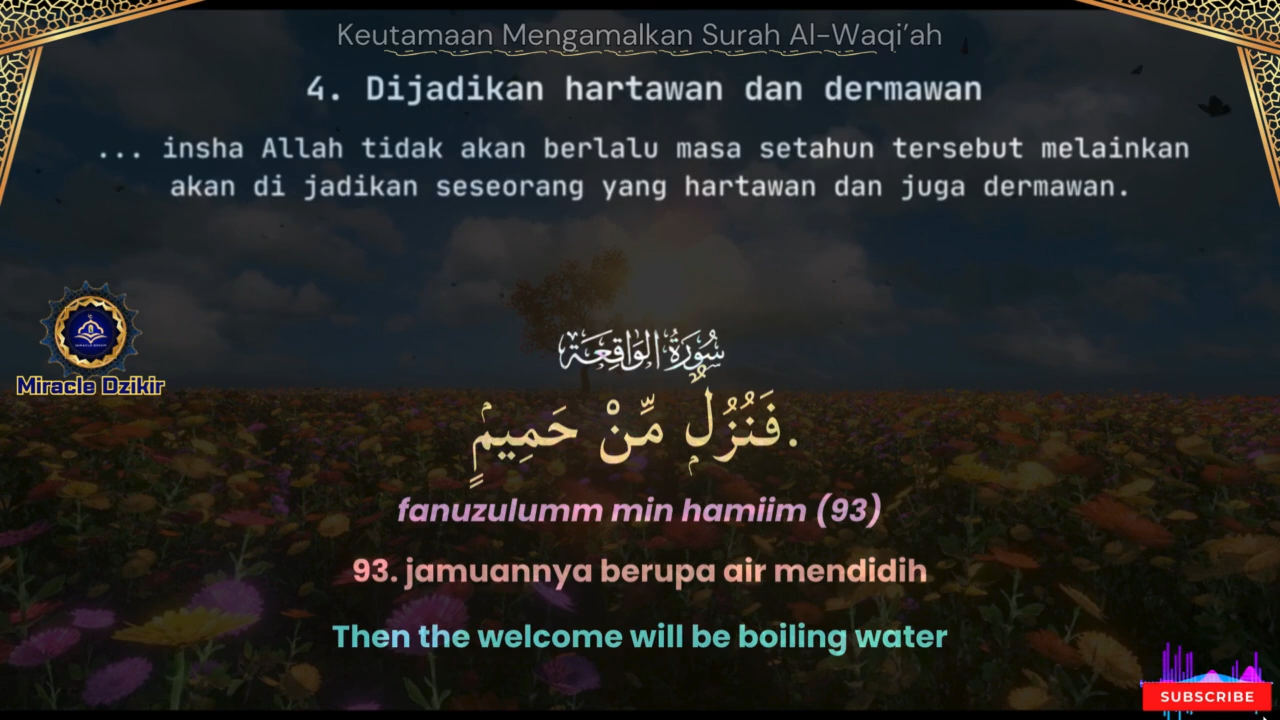 Keutamaan Mengamalkan Surah Al-Waqi'ah
4. Dijadikan hartawan dan dermawan
... insha Allah tidak akan berlalu masa setahun tersebut melainkan
akan di jadikan seseorang yang hartawan dan juga dermawan.
Miracle Dzikir
سُورَةُ الوَاقِعَة
فَنُزُلٌۭ مِّنْ حَمِيمٍۢ.
fanuzulumm min hamiim (93)
93. jamuannya berupa air mendidih
Then the welcome will be boiling water
SUBSCRIBE